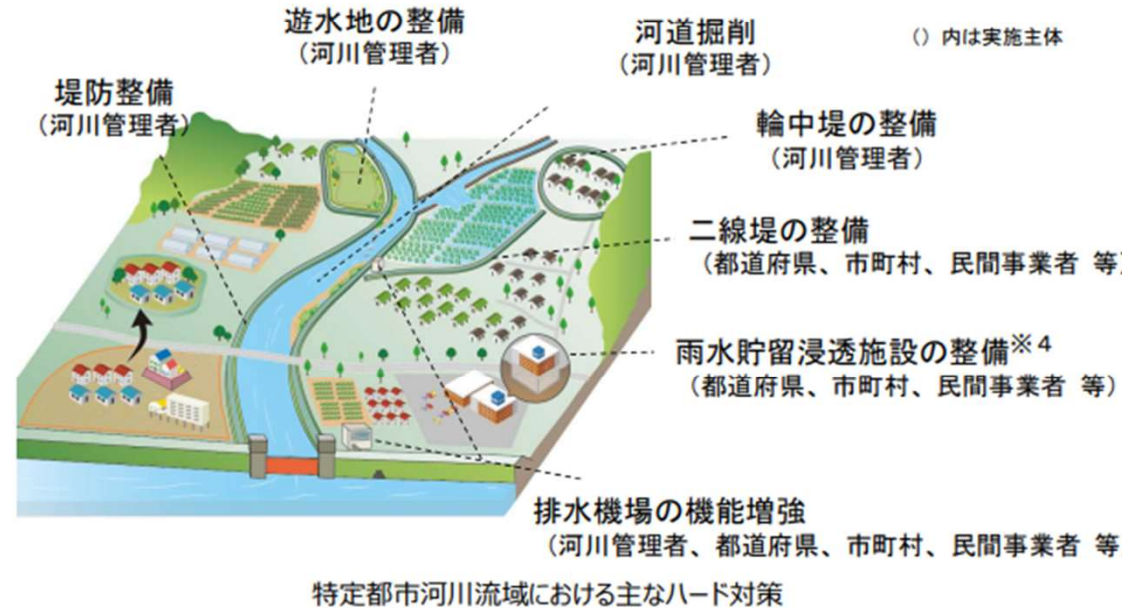 遊水地の整備
（河川管理者）
河道掘削
（河川管理者）
（）内は実施主体
堤防整備
（河川管理者）
輪中堤の整備
（河川管理者）
二線堤の整備
（都道府県、市町村、民間事業者 等）
雨水貯留浸透施設の整備※４
（都道府県、市町村、民間事業者 等）
排水機場の機能増強
（河川管理者、都道府県、市町村、民間事業者 等
特定都市河川流域における主なハード対策